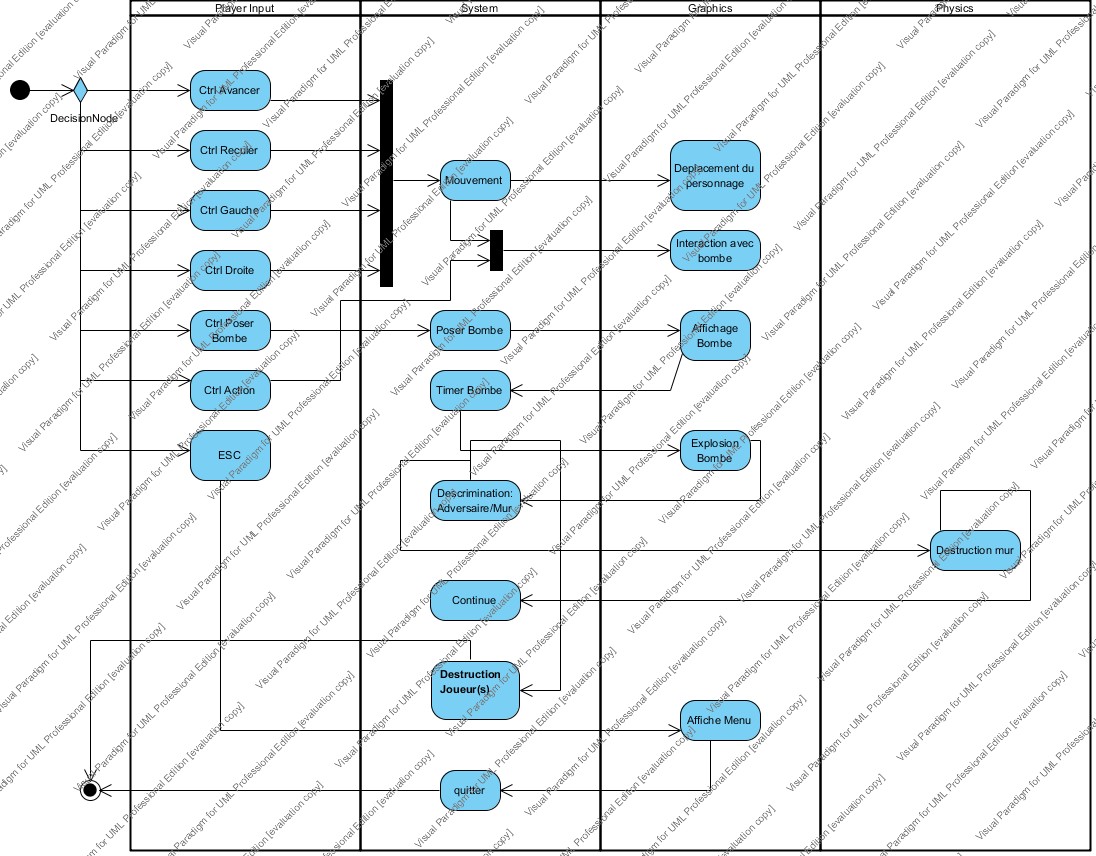 Player Input
System
Graphics
Physics
DecisionNode
Ctrl Avancer
Ctrl Reculer
Ctrl Gauche
Ctrl Droite
Ctrl Poser
Bombe
Ctrl Action
ESC
Mouvement
Poser Bombe
Timer Bombe
Descrimination:
Adversaire/Mur
Continue
Destruction
Joueur(s)
quitter
Deplacement du
personnage
Interaction avec
bombe
Affichage
Bombe
Explosion
Bombe
Affiche Menu
Destruction mur
Visual Paradigm for UML Professional Edition [evaluation copy]